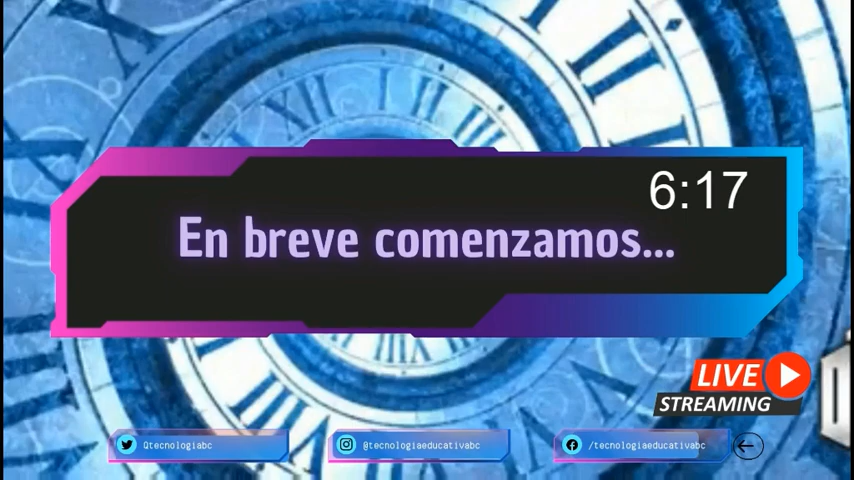 6:17
En breve comenzamos...
LIVE
STREAMING
@tecnologiabc
@tecnologiaeducativabc
/tecnologiaeducativabc